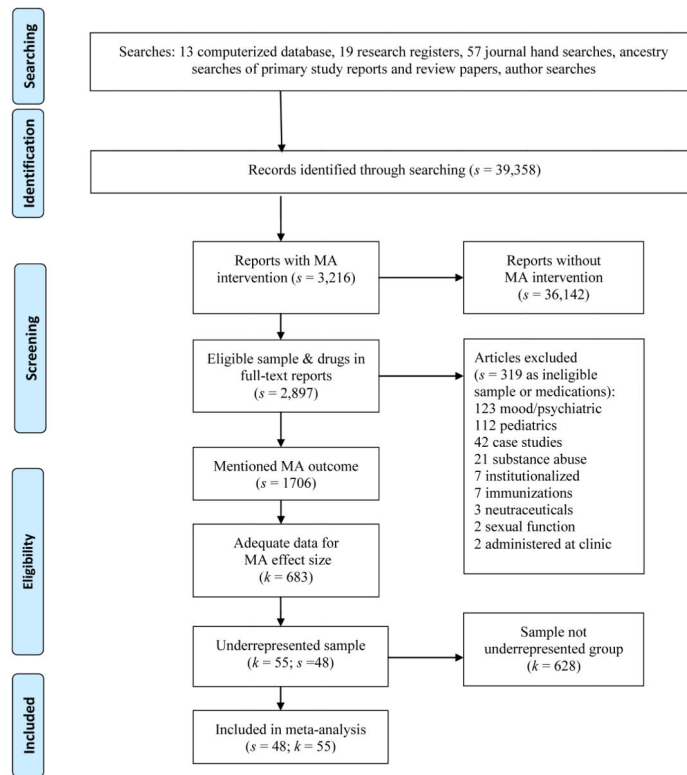 Searching
Searches: 13 computerized database, 19 research registers, 57 journal hand searches, ancestry
searches of primary study reports and review papers, author searches
Identification
Records identified through searching (s = 39,358)
Screening
Reports with MA
intervention (s = 3,216)
Reports without
MA intervention
(s = 36,142)
Eligible sample & drugs in
full-text reports
(s = 2,897)
Articles excluded
(s = 319 as ineligible
sample or medications):
123 mood/psychiatric
112 pediatrics
42 case studies
21 substance abuse
7 institutionalized
7 immunizations
3 neutraceuticals
2 sexual function
2 administered at clinic
Mentioned MA outcome
(s = 1706)
Eligibility
Adequate data for
MA effect size
(k = 683)
Underrepresented sample
(k = 55; s =48)
Sample not
underrepresented group
(k = 628)
Included
Included in meta-analysis
(s = 48; k = 55)